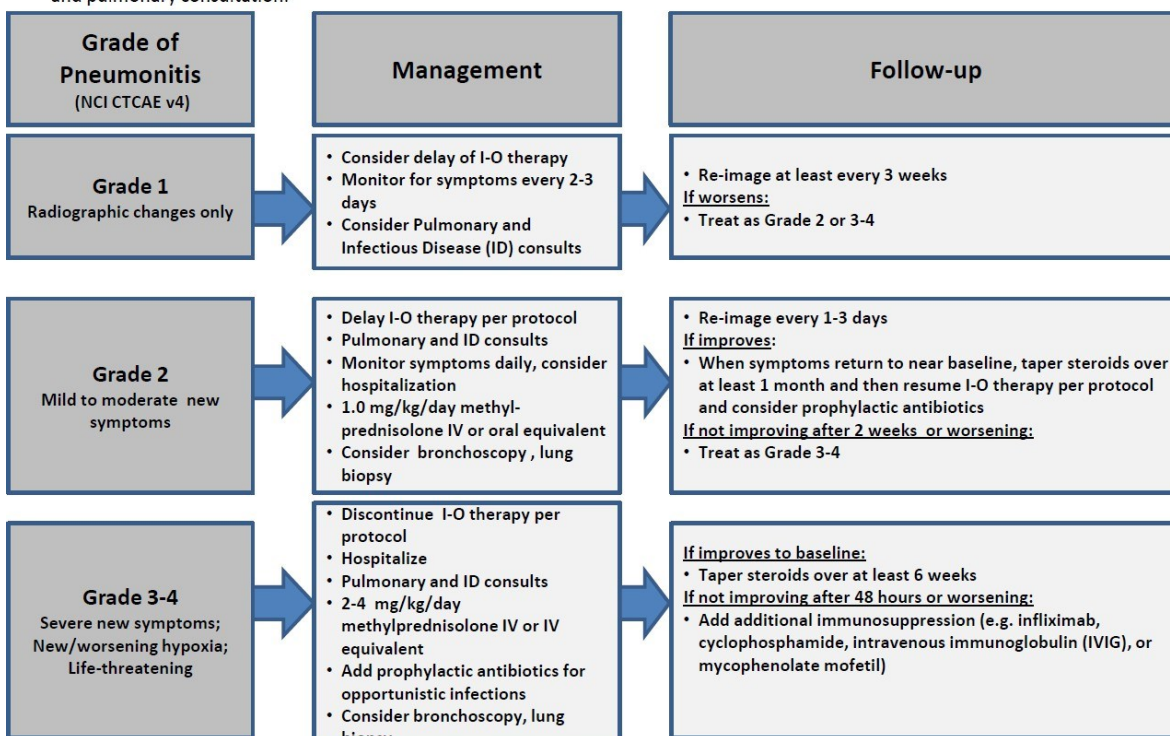 and pulmonary consultation.
Grade of
Pneumonitis
(NCI CTCAE v4)
Management
Follow-up
Grade 1
Radiographic changes only
• Consider delay of I-O therapy
• Monitor for symptoms every 2-3
days
• Consider Pulmonary and
Infectious Disease (ID) consults
• Re-image at least every 3 weeks
If worsens:
• Treat as Grade 2 or 3-4
Grade 2
Mild to moderate new
symptoms
• Delay I-O therapy per protocol
• Pulmonary and ID consults
• Monitor symptoms daily, consider
hospitalization
• 1.0 mg/kg/day methyl-
prednisolone IV or oral equivalent
• Consider bronchoscopy , lung
biopsy
• Re-image every 1-3 days
If improves:
• When symptoms return to near baseline, taper steroids over
at least 1 month and then resume I-O therapy per protocol
and consider prophylactic antibiotics
If not improving after 2 weeks or worsening:
• Treat as Grade 3-4
Grade 3-4
Severe new symptoms;
New/worsening hypoxia;
Life-threatening
• Discontinue I-O therapy per
protocol
• Hospitalize
• Pulmonary and ID consults
• 2-4 mg/kg/day
methylprednisolone IV or IV
equivalent
• Add prophylactic antibiotics for
opportunistic infections
• Consider bronchoscopy, lung
If improves to baseline:
• Taper steroids over at least 6 weeks
If not improving after 48 hours or worsening:
• Add additional immunosuppression (e.g. infliximab,
cyclophosphamide, intravenous immunoglobulin (IVIG), or
mycophenolate mofetil)